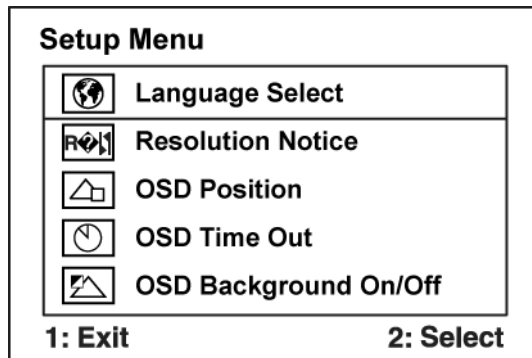 Setup Menu
Language Select
Resolution Notice
OSD Position
OSD Time Out
OSD Background On/Off
1: Exit 2: Select